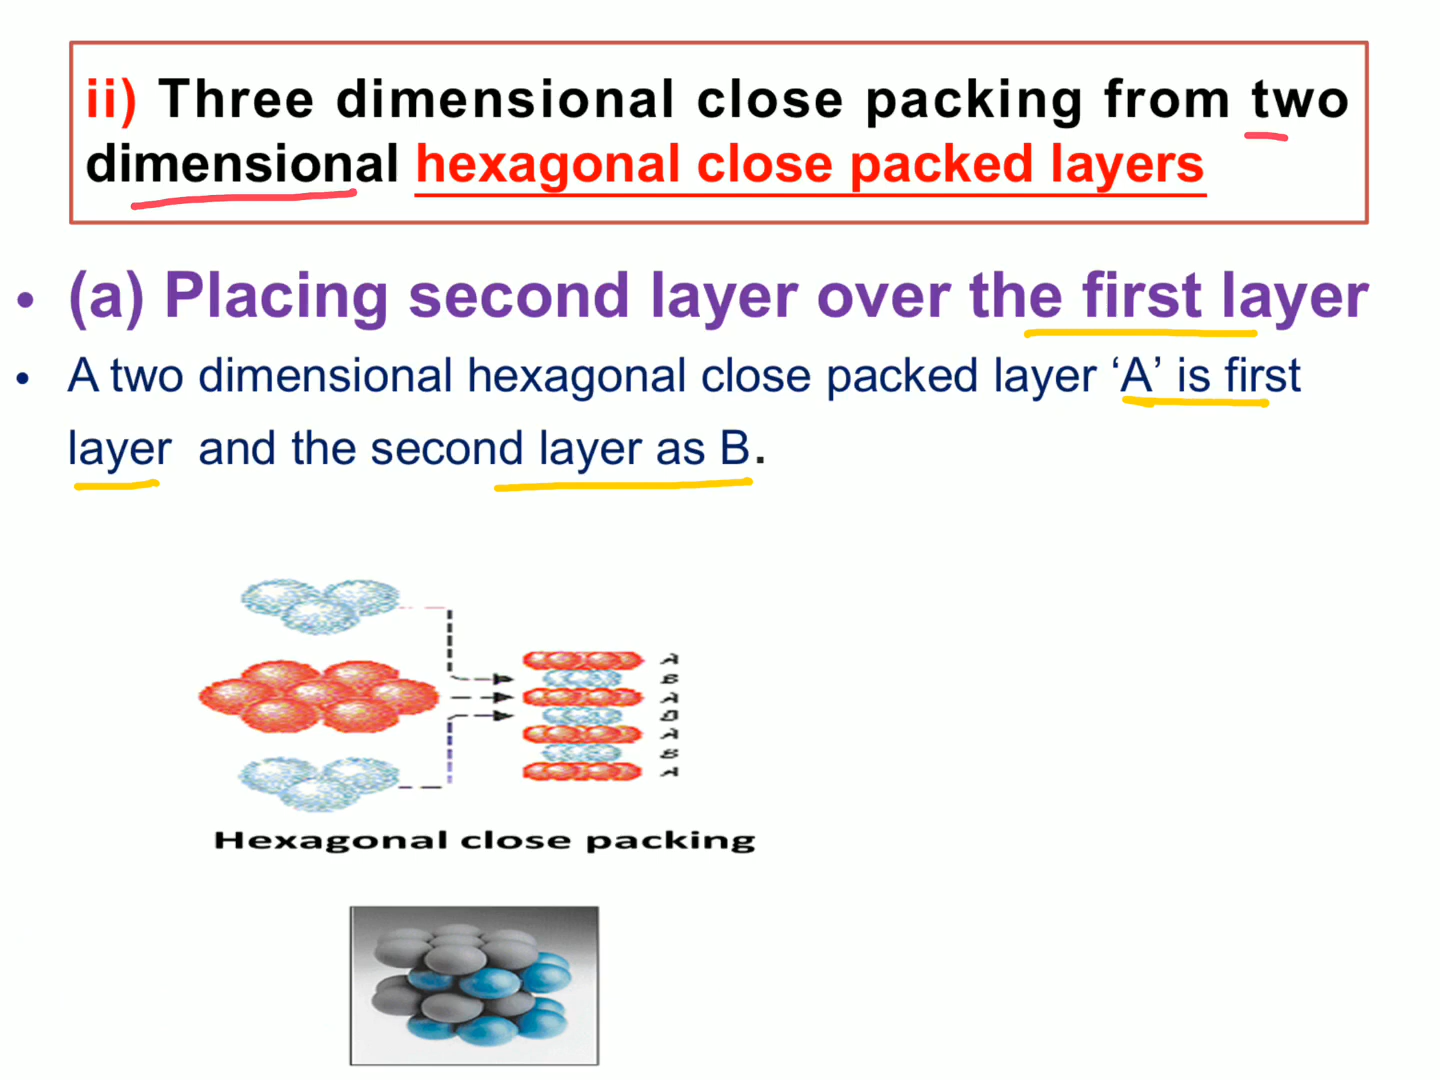 ii) Three dimensional close packing from two
dimensional hexagonal close packed layers
• (a) Placing second layer over the first layer
• A two dimensional hexagonal close packed layer ‘A’ is first
layer and the second layer as B.
A
B
A
B
A
B
A
Hexagonal close packing